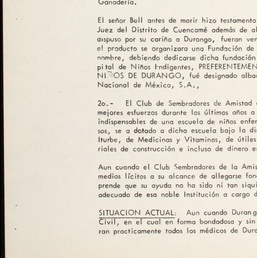 Ganadería.
El señor Bell antes de morir hizo testamento
Juez del Distrito de Cuencamé además de al
dispuso por su cariño a Durango, fueran ver
el producto se organizara una Fundación de
nombre, debiendo dedicarse dicha fundación
pital de Niños Indigentes, PREFERENTEMEN
NIÑOS DE DURANGO, fué designado alba
Nacional de México, S.A.,
2o.- El Club de Sembradores de Amistad
mejores esfuerzos durante los últimos años a
indispensables de una escuela de niños enfer
sos, se a dotado a dicha escuela bajo la di
Iturbe, de Medicinas y Vitaminas, de útiles
riales de construcción e incluso de dinero e
Aun cuando el Club Sembradores de la Amis
medios lícitos a su alcance de allegarse fon
prende que su ayuda no ha sido ni tan siqui
adecuado de esa noble Institución a cargo d
SITUACION ACTUAL: Aun cuando Durang
Civil, en el cual en forma bondadosa y sin
ran practicamente todos los médicos de Dura